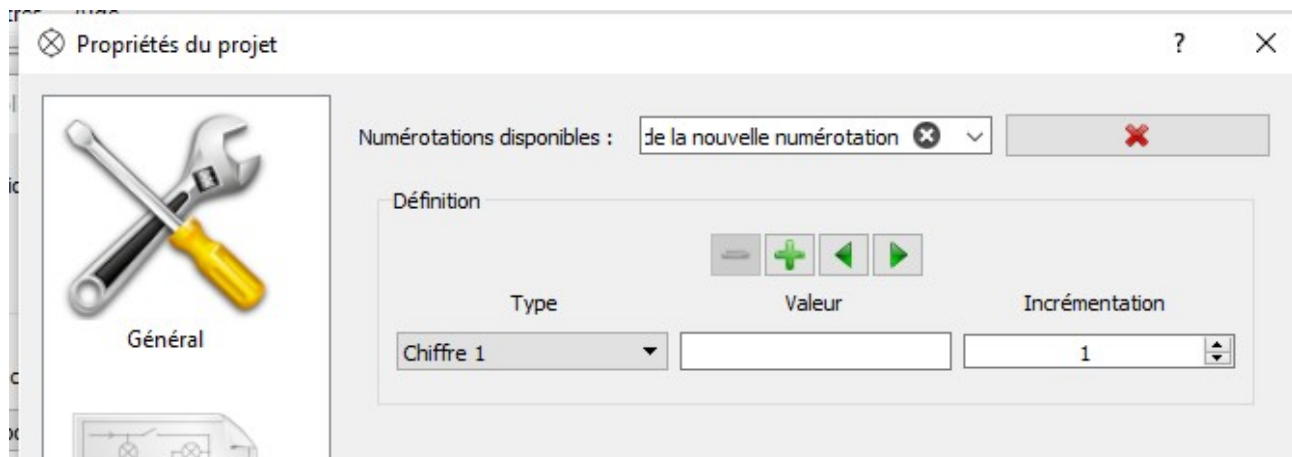 Propriétés du projet ?
Numérotations disponibles : de la nouvelle numérotation
Définition
Type Valeur Incrémentation
Général
Chiffre 1 1